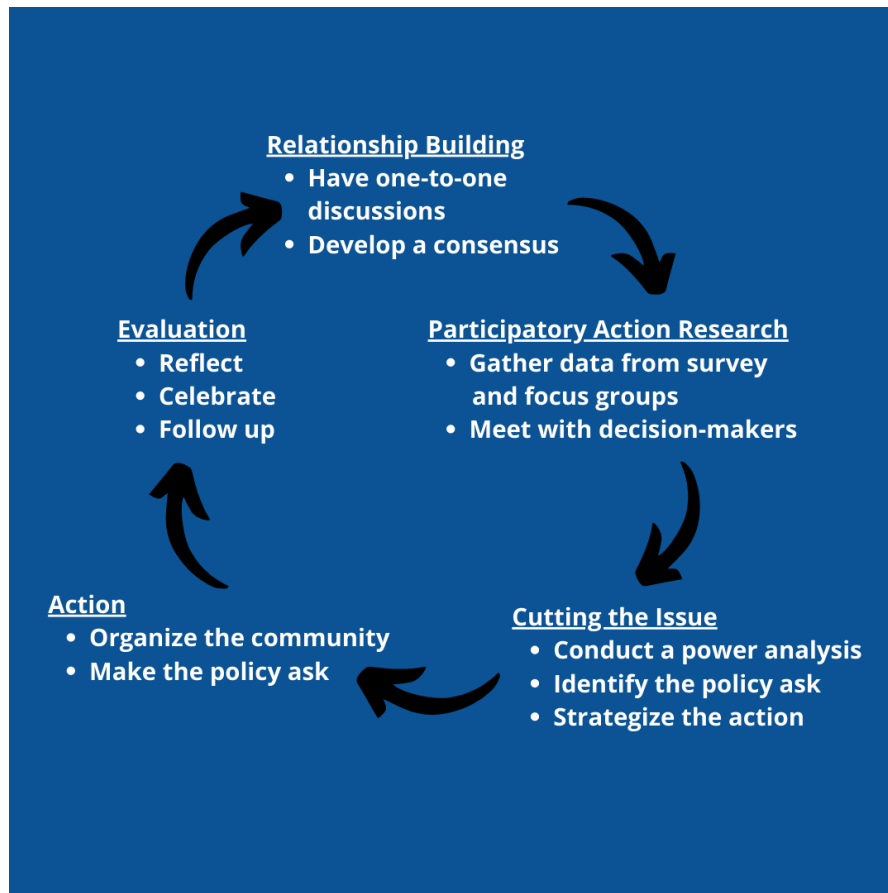 Relationship Building
• Have one-to-one
discussions
• Develop a consensus
Participatory Action Research
• Gather data from survey
and focus groups
• Meet with decision-makers
Cutting the Issue
• Conduct a power analysis
• Identify the policy ask
• Strategize the action
Action
• Organize the community
• Make the policy ask
Evaluation
• Reflect
• Celebrate
• Follow up